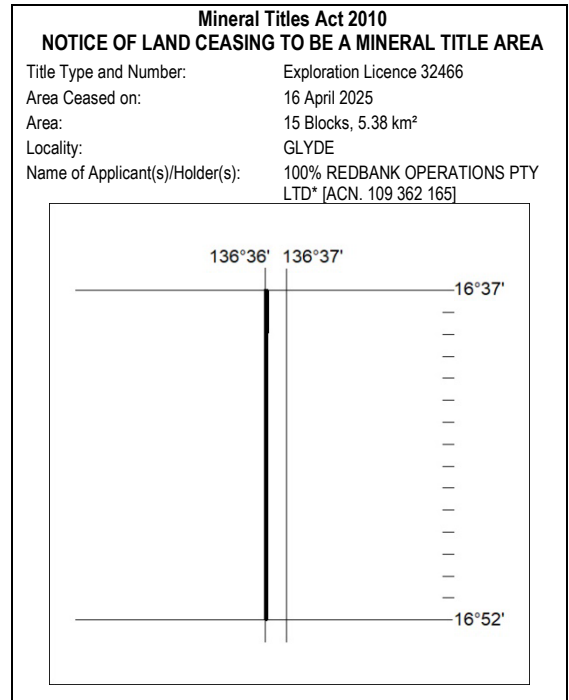 Mineral Titles Act 2010
NOTICE OF LAND CEASING TO BE A MINERAL TITLE AREA
Title Type and Number: Exploration Licence 32466
Area Ceased on: 16 April 2025
Area: 15 Blocks, 5.38 km²
Locality: GLYDE
Name of Applicant(s)/Holder(s): 100% REDBANK OPERATIONS PTY
LTD* [ACN. 109 362 165]
136°36' 136°37'
16°37'
16°52'